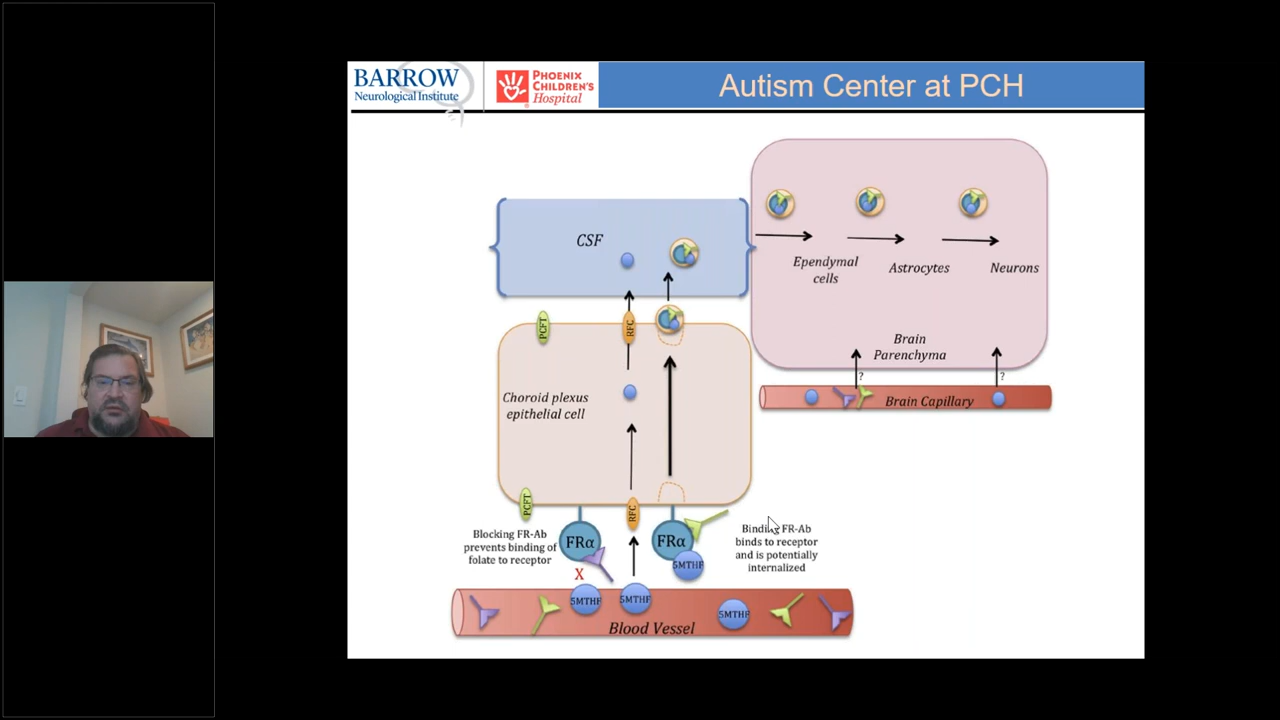 BARROW
Neurological Institute
PHOENIX
CHILDREN'S
Hospital
Autism Center at PCH
CSF
Ependymal
cells
Astrocytes
Neurons
Brain
Parenchyma
?
?
Brain Capillary
PCFT
RFC
Choroid plexus
epithelial cell
PCFT
RFC
Blocking FR-Ab
prevents binding of
folate to receptor
FRα
FRα
5MTHF
Binding FR-Ab
binds to receptor
and is potentially
internalized
X
5MTHF
5MTHF
5MTHF
Blood Vessel